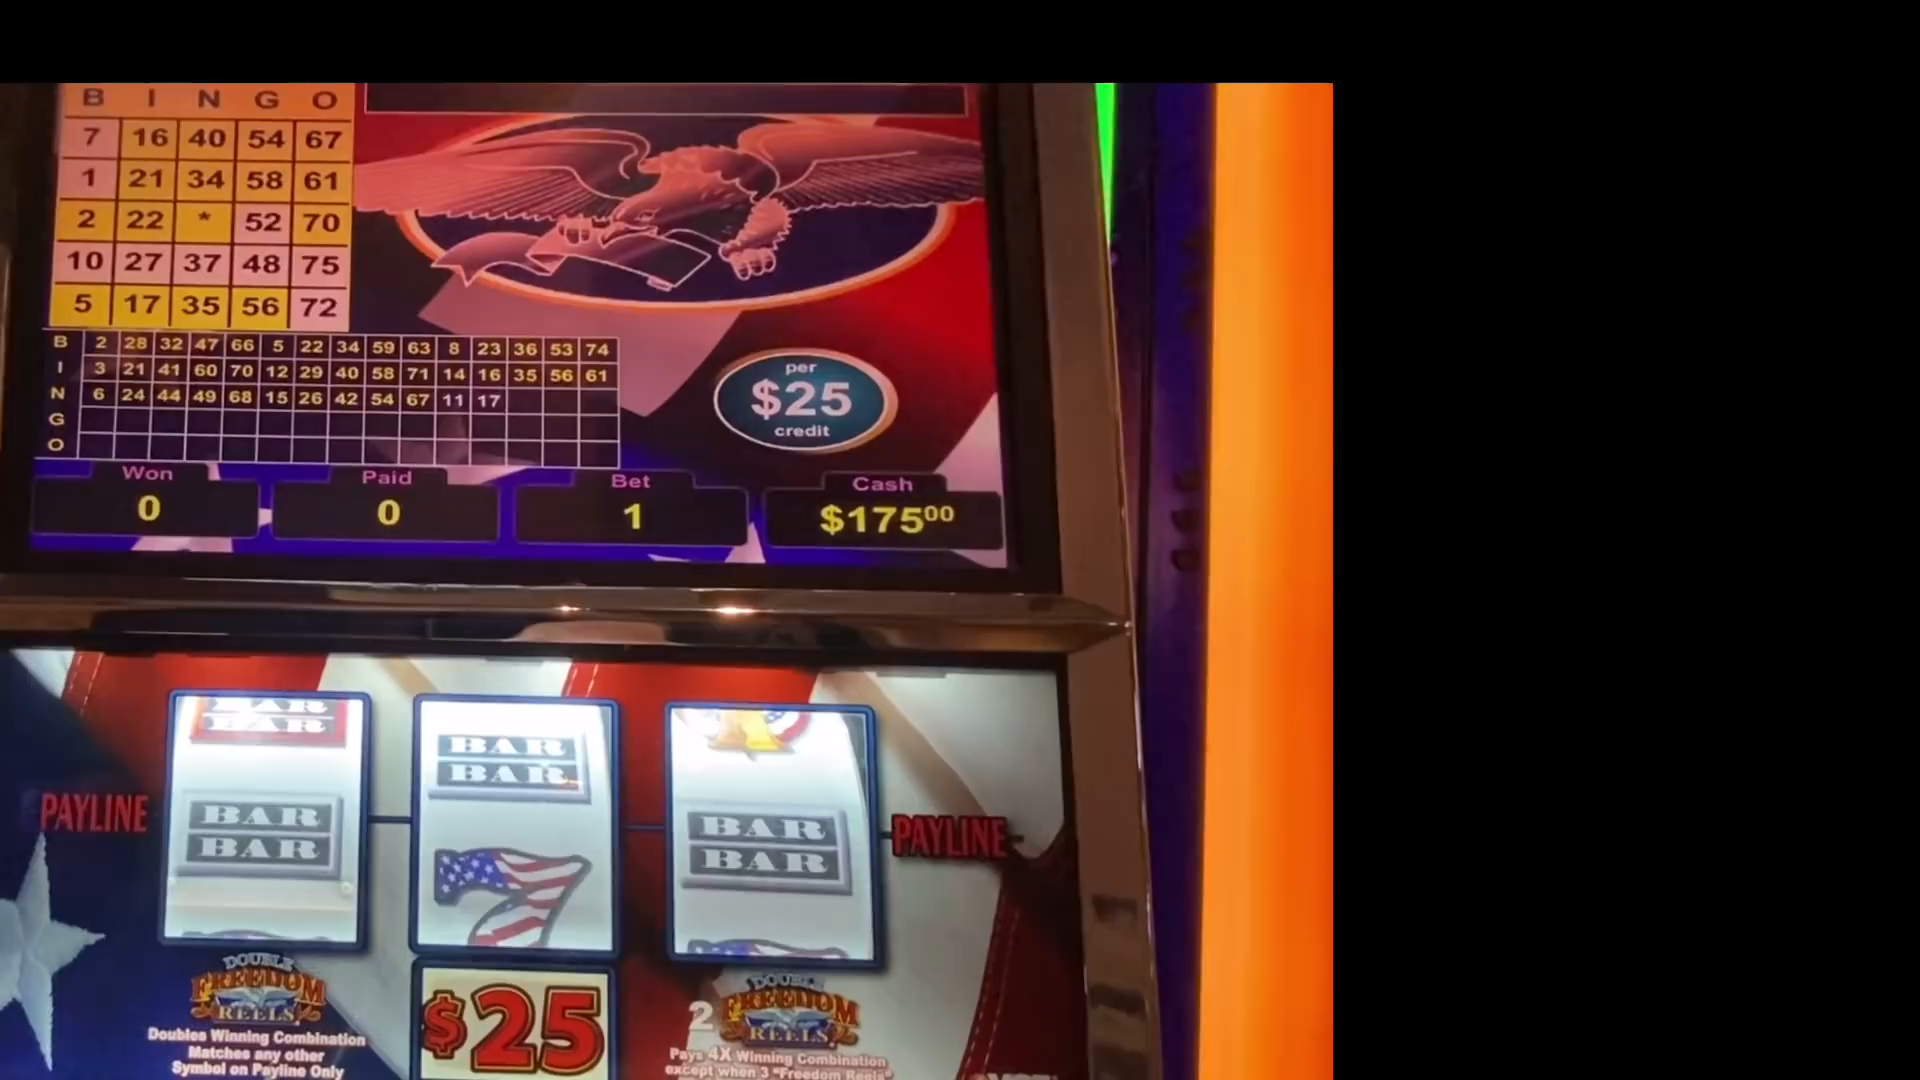 B I N G O
7 16 40 54 67
1 21 34 58 61
2 22 * 52 70
10 27 37 48 75
5 17 35 56 72
B 2 28 32 47 66 5 22 34 59 63 8 23 36 53 74
I 3 21 41 60 70 12 29 40 58 71 14 16 35 56 61
N 6 24 44 49 68 15 26 42 54 67 11 17
G
O
per
$25
credit
Won Paid Bet Cash
0 0 1 $17500
BAR
BAR
BAR
BAR
PAYLINE
BAR
BAR
7
BAR
BAR
PAYLINE
DOUBLE
FREEDOM
REELS
Doubles Winning Combination
Matches any other
Symbol on Payline Only
$25
2 DOUBLE
FREEDOM
REELS
Pays 4X Winning Combination
except when 3 "Freedom Reels"